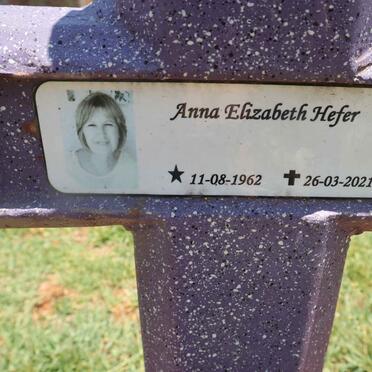 Anna Elizabeth Hefer
★ 11-08-1962 ✝ 26-03-2021